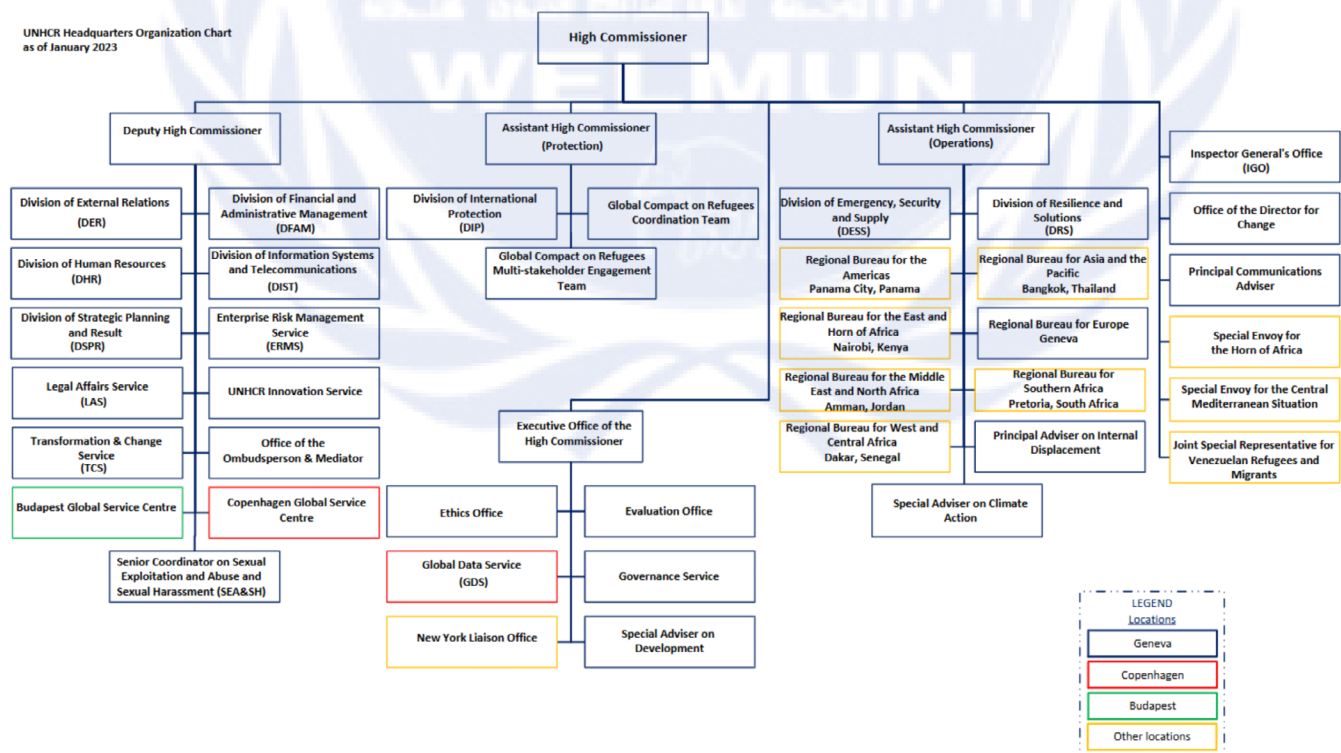 UNHCR Headquarters Organization Chart
as of January 2023
High Commissioner
WELMUN
Deputy High Commissioner
Assistant High Commissioner
(Protection)
Assistant High Commissioner
(Operations)
Inspector General's Office
(IGO)
Office of the Director for
Change
Principal Communications
Adviser
Special Envoy for
the Horn of Africa
Special Envoy for the Central
Mediterranean Situation
Joint Special Representative for
Venezuelan Refugees and
Migrants
Division of External Relations
(DER)
Division of Financial and
Administrative Management
(DFAM)
Division of Human Resources
(DHR)
Division of Information Systems
and Telecommunications
(DIST)
Division of Strategic Planning
and Result
(DSPR)
Enterprise Risk Management
Service
(ERMS)
Legal Affairs Service
(LAS)
UNHCR Innovation Service
Transformation & Change
Service
(TCS)
Office of the
Ombudsperson & Mediator
Budapest Global Service Centre
Copenhagen Global Service
Centre
Senior Coordinator on Sexual
Exploitation and Abuse and
Sexual Harassment (SEA&SH)
Division of International
Protection
(DIP)
Global Compact on Refugees
Coordination Team
Global Compact on Refugees
Multi-stakeholder Engagement
Team
Executive Office of the
High Commissioner
Ethics Office
Evaluation Office
Global Data Service
(GDS)
Governance Service
New York Liaison Office
Special Adviser on
Development
Division of Emergency, Security
and Supply
(DESS)
Division of Resilience and
Solutions
(DRS)
Regional Bureau for the
Americas
Panama City, Panama
Regional Bureau for Asia and the
Pacific
Bangkok, Thailand
Regional Bureau for the East and
Horn of Africa
Nairobi, Kenya
Regional Bureau for Europe
Geneva
Regional Bureau for the Middle
East and North Africa
Amman, Jordan
Regional Bureau for
Southern Africa
Pretoria, South Africa
Regional Bureau for West and
Central Africa
Dakar, Senegal
Principal Adviser on Internal
Displacement
Special Adviser on Climate
Action
LEGEND
Locations
Geneva
Copenhagen
Budapest
Other locations